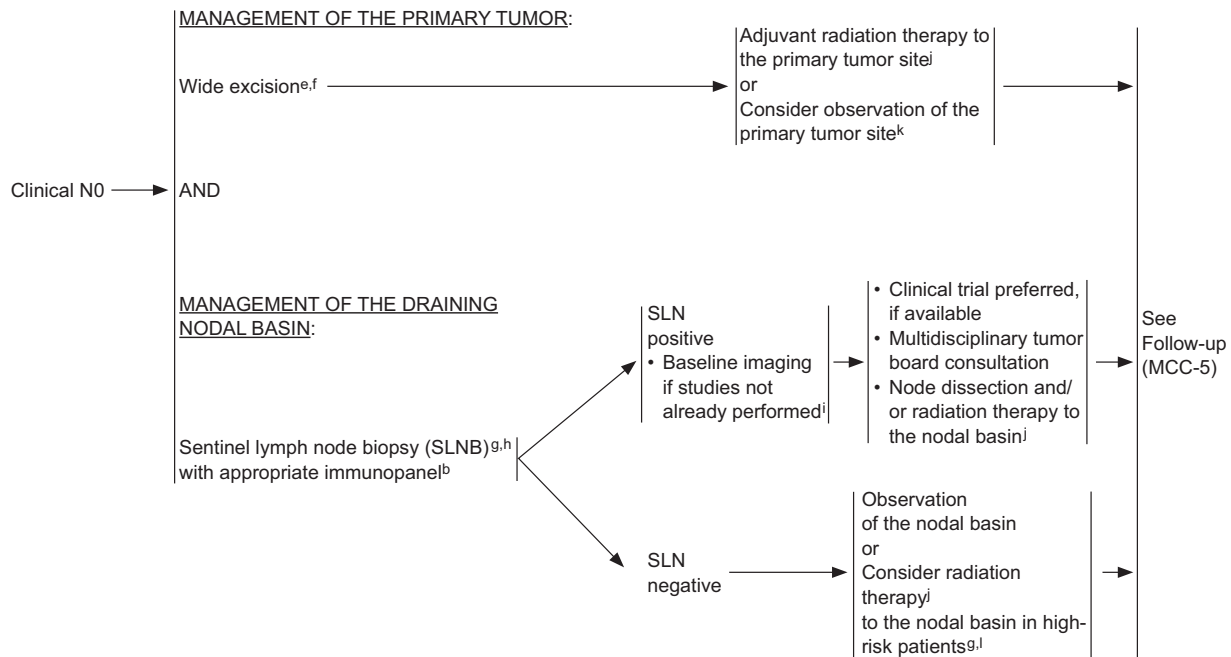 MANAGEMENT OF THE PRIMARY TUMOR:
Wide excisione,f
Adjuvant radiation therapy to
the primary tumor sitej
or
Consider observation of the
primary tumor sitek
Clinical N0
AND
MANAGEMENT OF THE DRAINING
NODAL BASIN:
Sentinel lymph node biopsy (SLNB)g,h
with appropriate immunopanelb
SLN
positive
• Baseline imaging
if studies not
already performedi
• Clinical trial preferred,
if available
• Multidisciplinary tumor
board consultation
• Node dissection and/
or radiation therapy to
the nodal basinj
SLN
negative
Observation
of the nodal basin
or
Consider radiation
therapyj
to the nodal basin in high-
risk patientsg,l
See
Follow-up
(MCC-5)